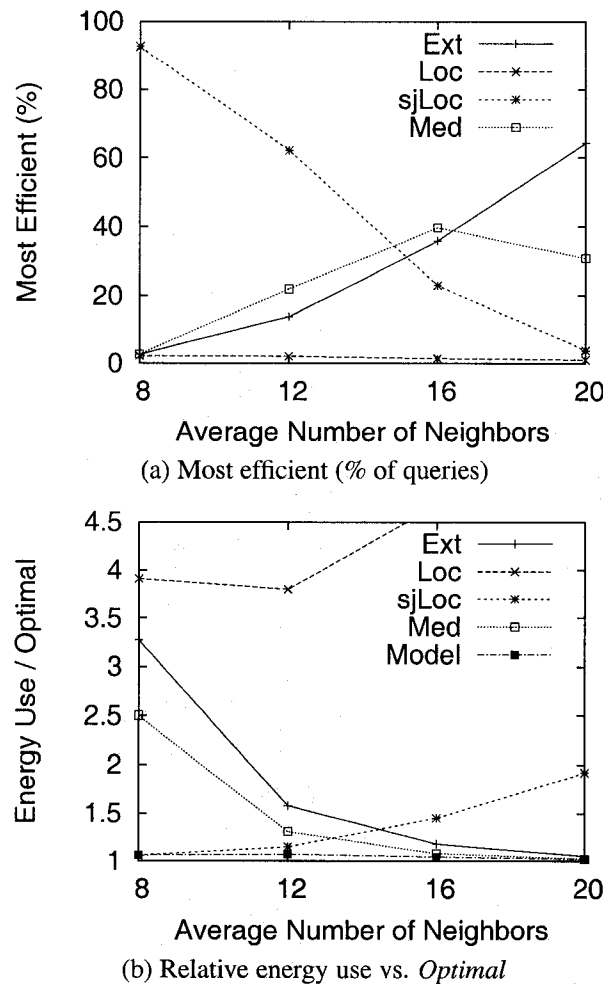 100
80
60
40
20
0
Most Efficient (%)
Ext
Loc
sjLoc
Med
8 12 16 20
Average Number of Neighbors
(a) Most efficient (% of queries)
4.5
4
3.5
3
2.5
2
1.5
1
Energy Use / Optimal
Ext
Loc
sjLoc
Med
Model
8 12 16 20
Average Number of Neighbors
(b) Relative energy use vs. Optimal